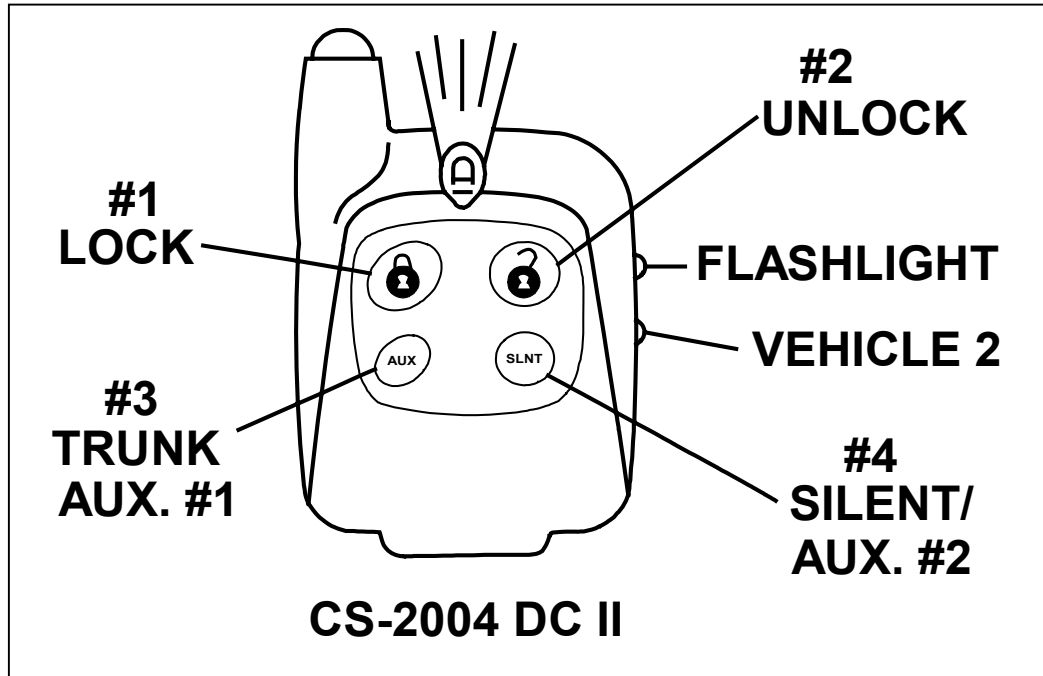 #2
UNLOCK
#1
LOCK
FLASHLIGHT
VEHICLE 2
AUX
SLNT
#3
TRUNK
AUX. #1
#4
SILENT/
AUX. #2
CS-2004 DC II